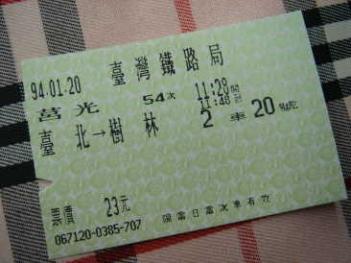 94.01.20 臺灣鐵路局
莒光 54次 11:28開
11:48到
臺北→樹林 2車20號
票價 23元
限當日當次車有效
067120-0385-707